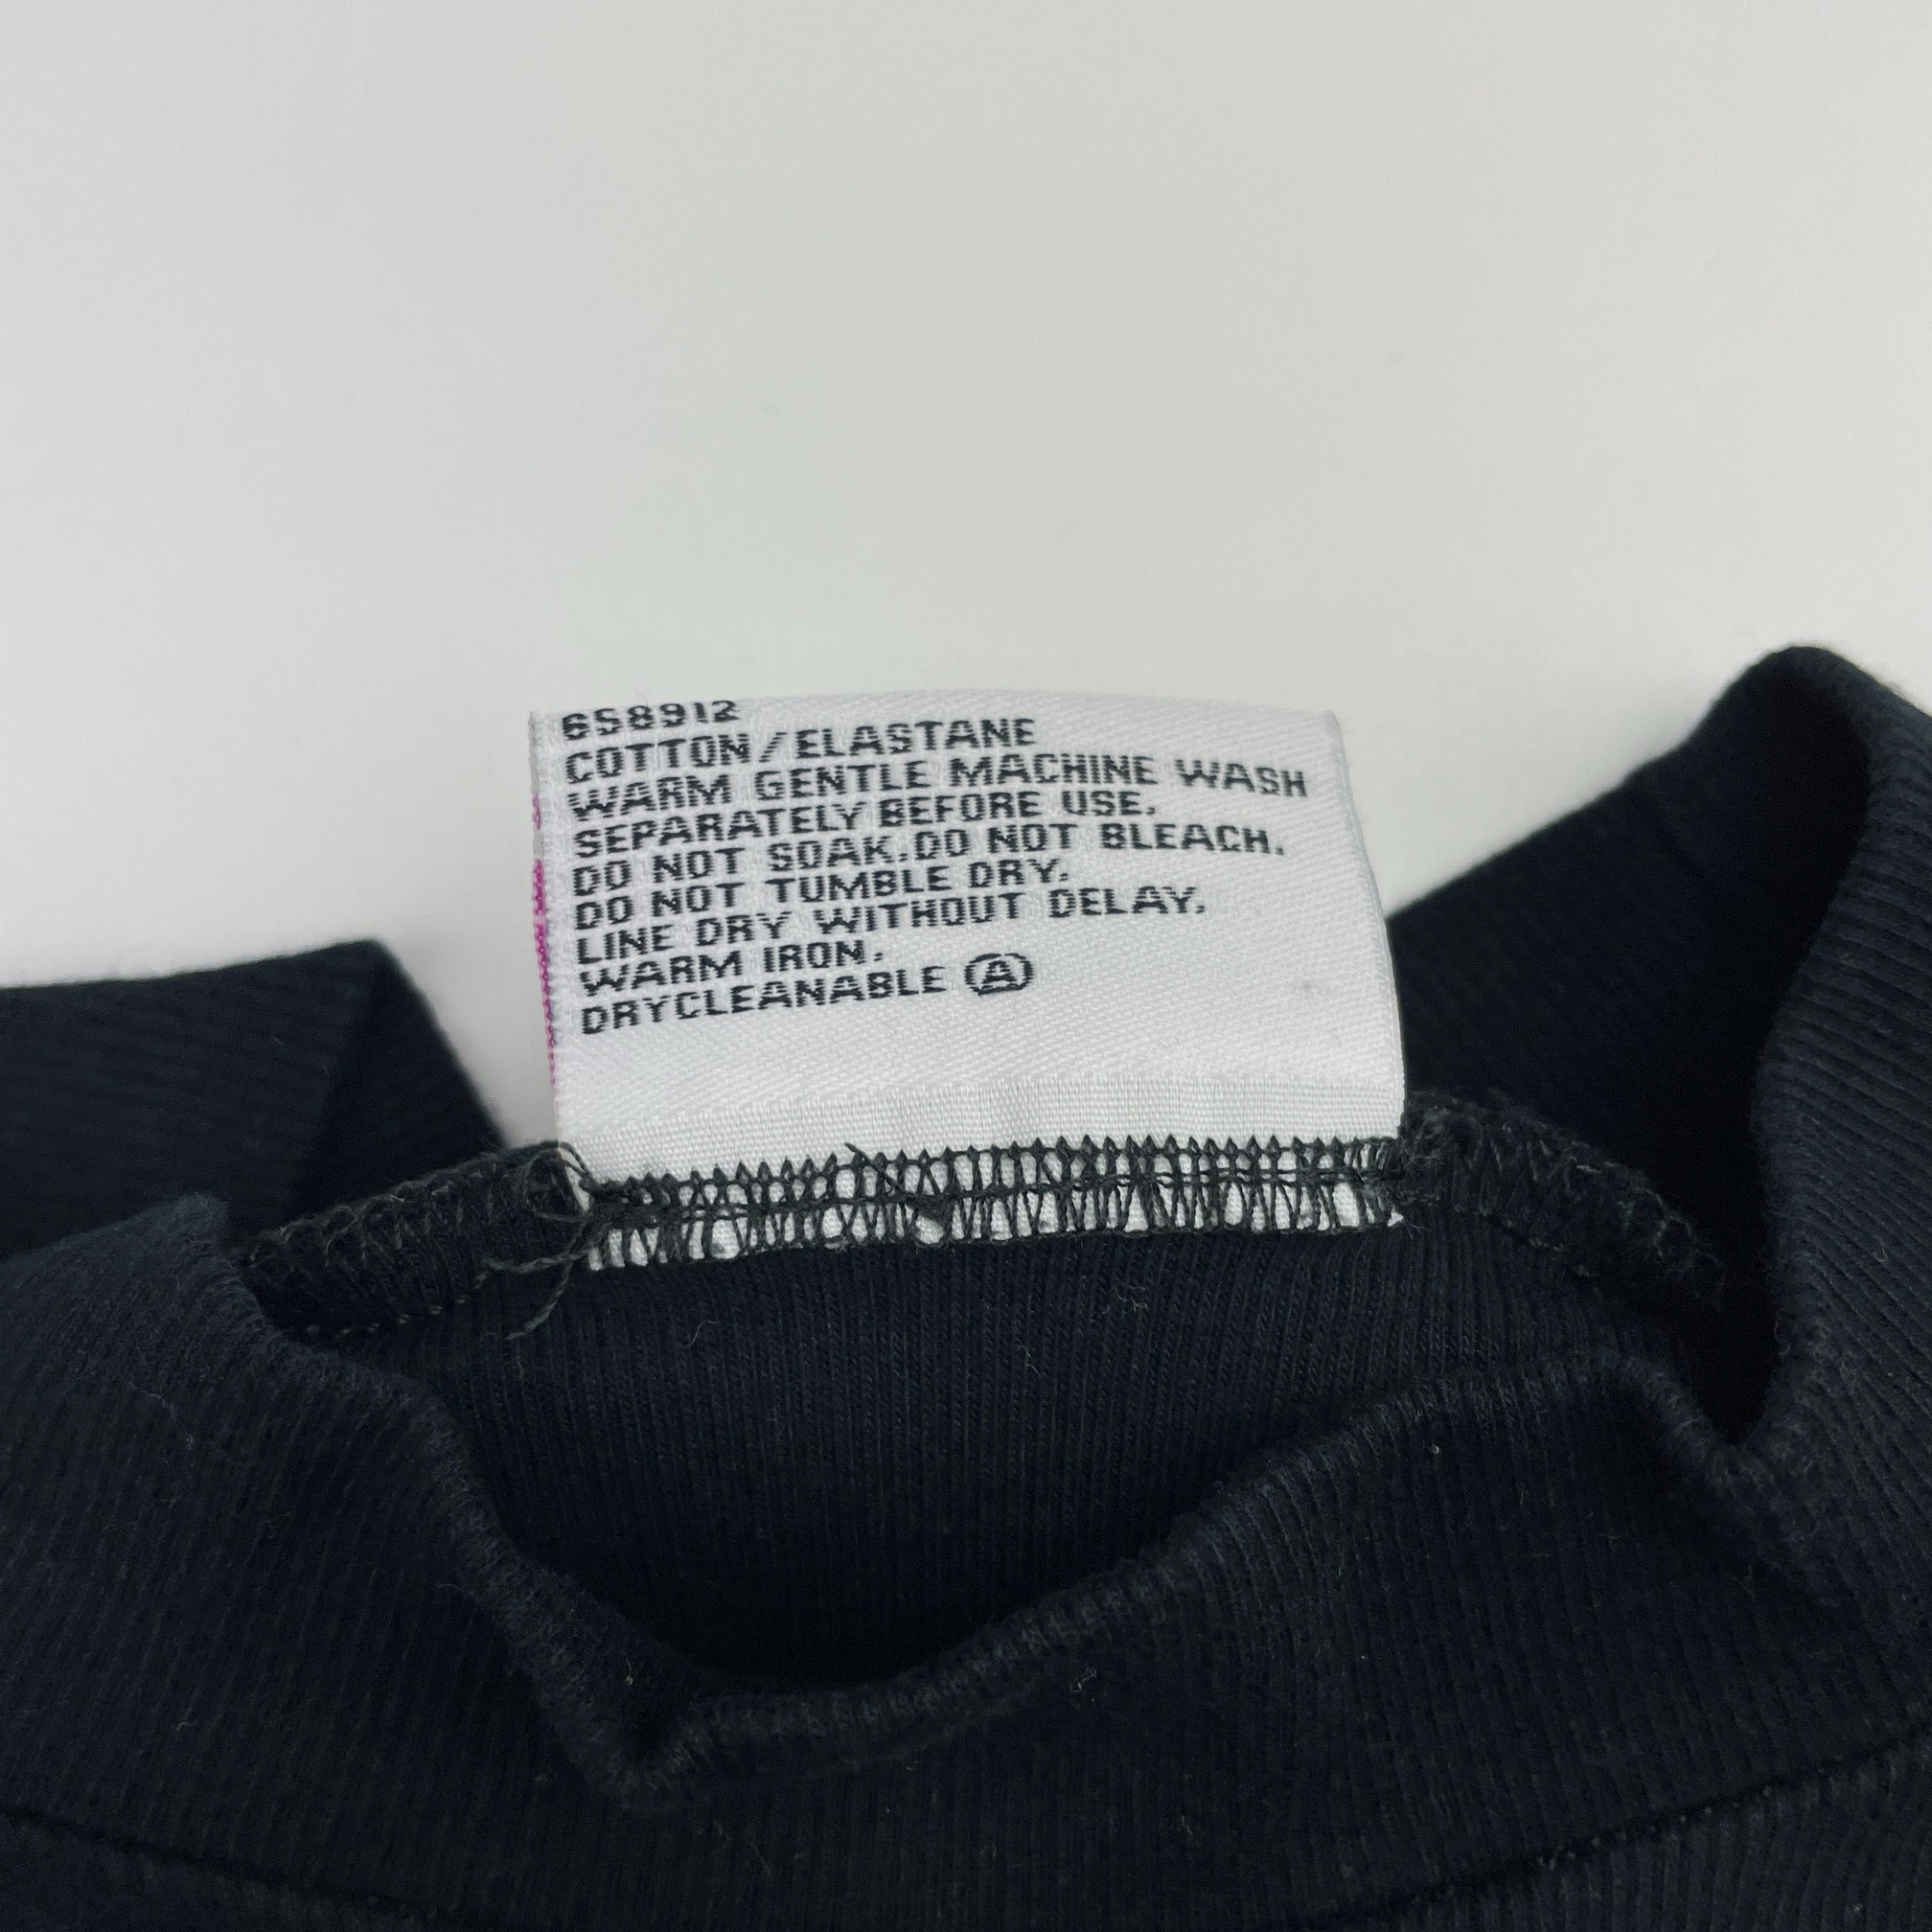 658912
COTTON/ELASTANE
WARM GENTLE MACHINE WASH
SEPARATELY BEFORE USE.
DO NOT SOAK.DO NOT BLEACH.
DO NOT TUMBLE DRY.
LINE DRY WITHOUT DELAY.
WARM IRON.
DRYCLEANABLE Ⓐ